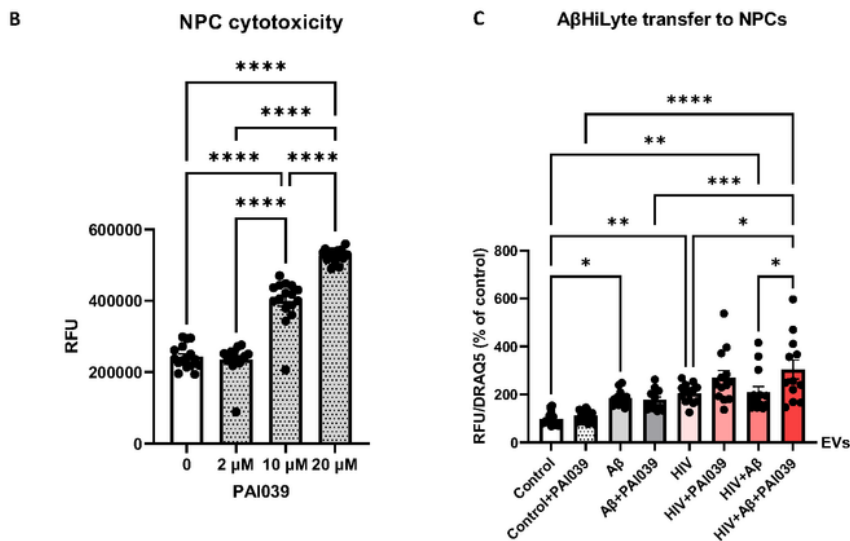 B
NPC cytotoxicity
****
****
**** ****
****
600000
400000
200000
0
RFU
0 2 μM 10 μM 20 μM
PAI039
C
AβHiLyte transfer to NPCs
****
**
***
** *
* *
800
600
400
200
0
RFU/DRAQ5 (% of control)
Control
Control+PAI039
Aβ
Aβ+PAI039
HIV
HIV+PAI039
HIV+Aβ
HIV+Aβ+PAI039
EVs